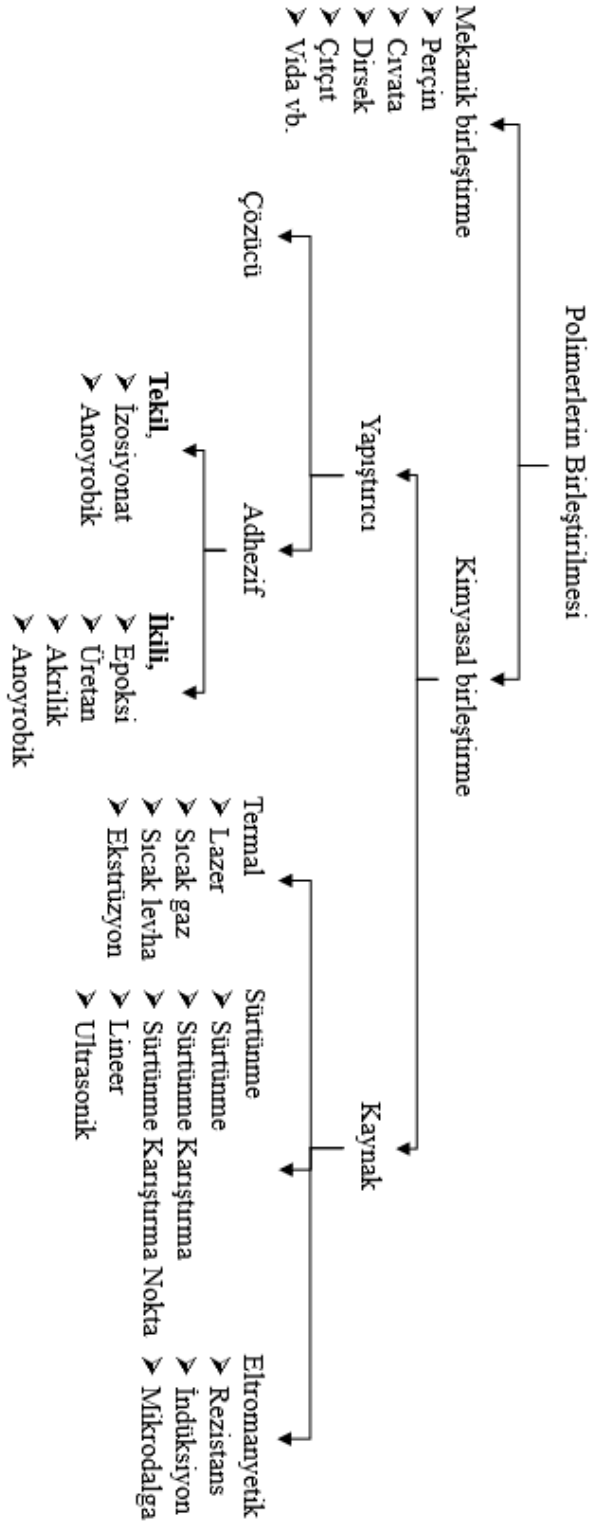 Polimerlerin Birleştirilmesi
Mekanik birleştirme
Perçin
Cıvata
Dirsek
Çıtçıt
Vida vb.
Kimyasal birleştirme
Yapıştırıcı
Çözücü
Adhezif
Tekil,
İzosiyonat
Anoyrobik
İkili,
Epoksi
Üretan
Akrilik
Anoyrobik
Kaynak
Termal
Lazer
Sıcak gaz
Sıcak levha
Ekstrüzyon
Sürtünme
Sürtünme
Sürtünme Karıştırma
Sürtünme Karıştırma Nokta
Lineer
Ultrasonik
Eltromanyetik
Rezistans
İndüksiyon
Mikrodalga